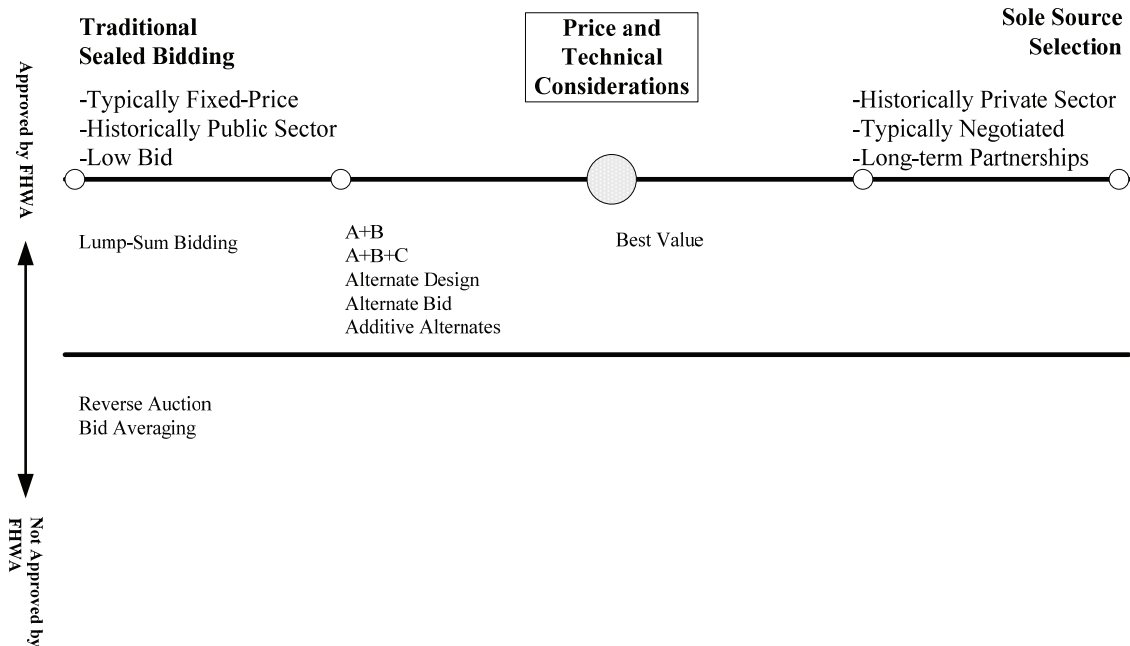 Traditional
Sealed Bidding
-Typically Fixed-Price
-Historically Public Sector
-Low Bid
Price and
Technical
Considerations
Sole Source
Selection
-Historically Private Sector
-Typically Negotiated
-Long-term Partnerships
Approved by FHWA
Lump-Sum Bidding
A+B
A+B+C
Alternate Design
Alternate Bid
Additive Alternates
Best Value
Reverse Auction
Bid Averaging
Not Approved by
FHWA